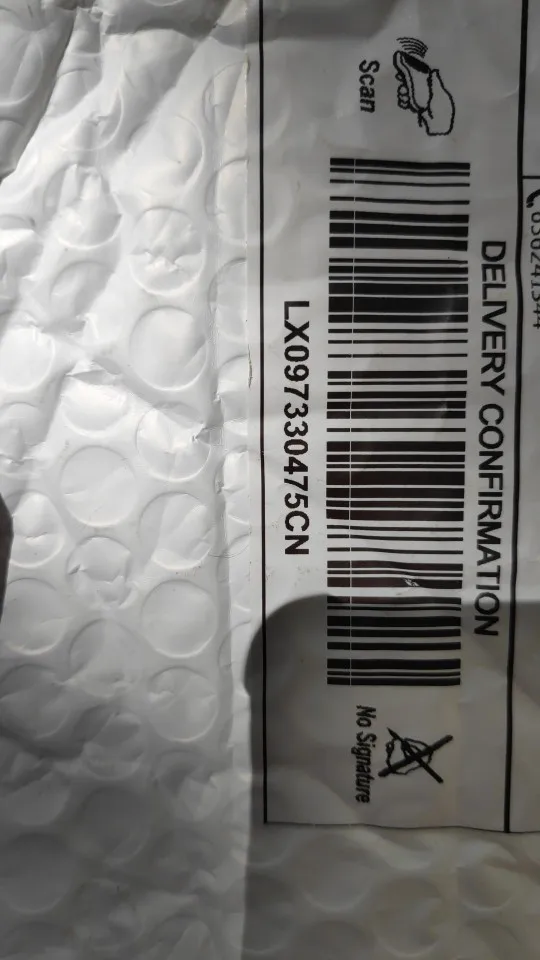 DELIVERY CONFIRMATION
Scan
No Signature
LX097330475CN